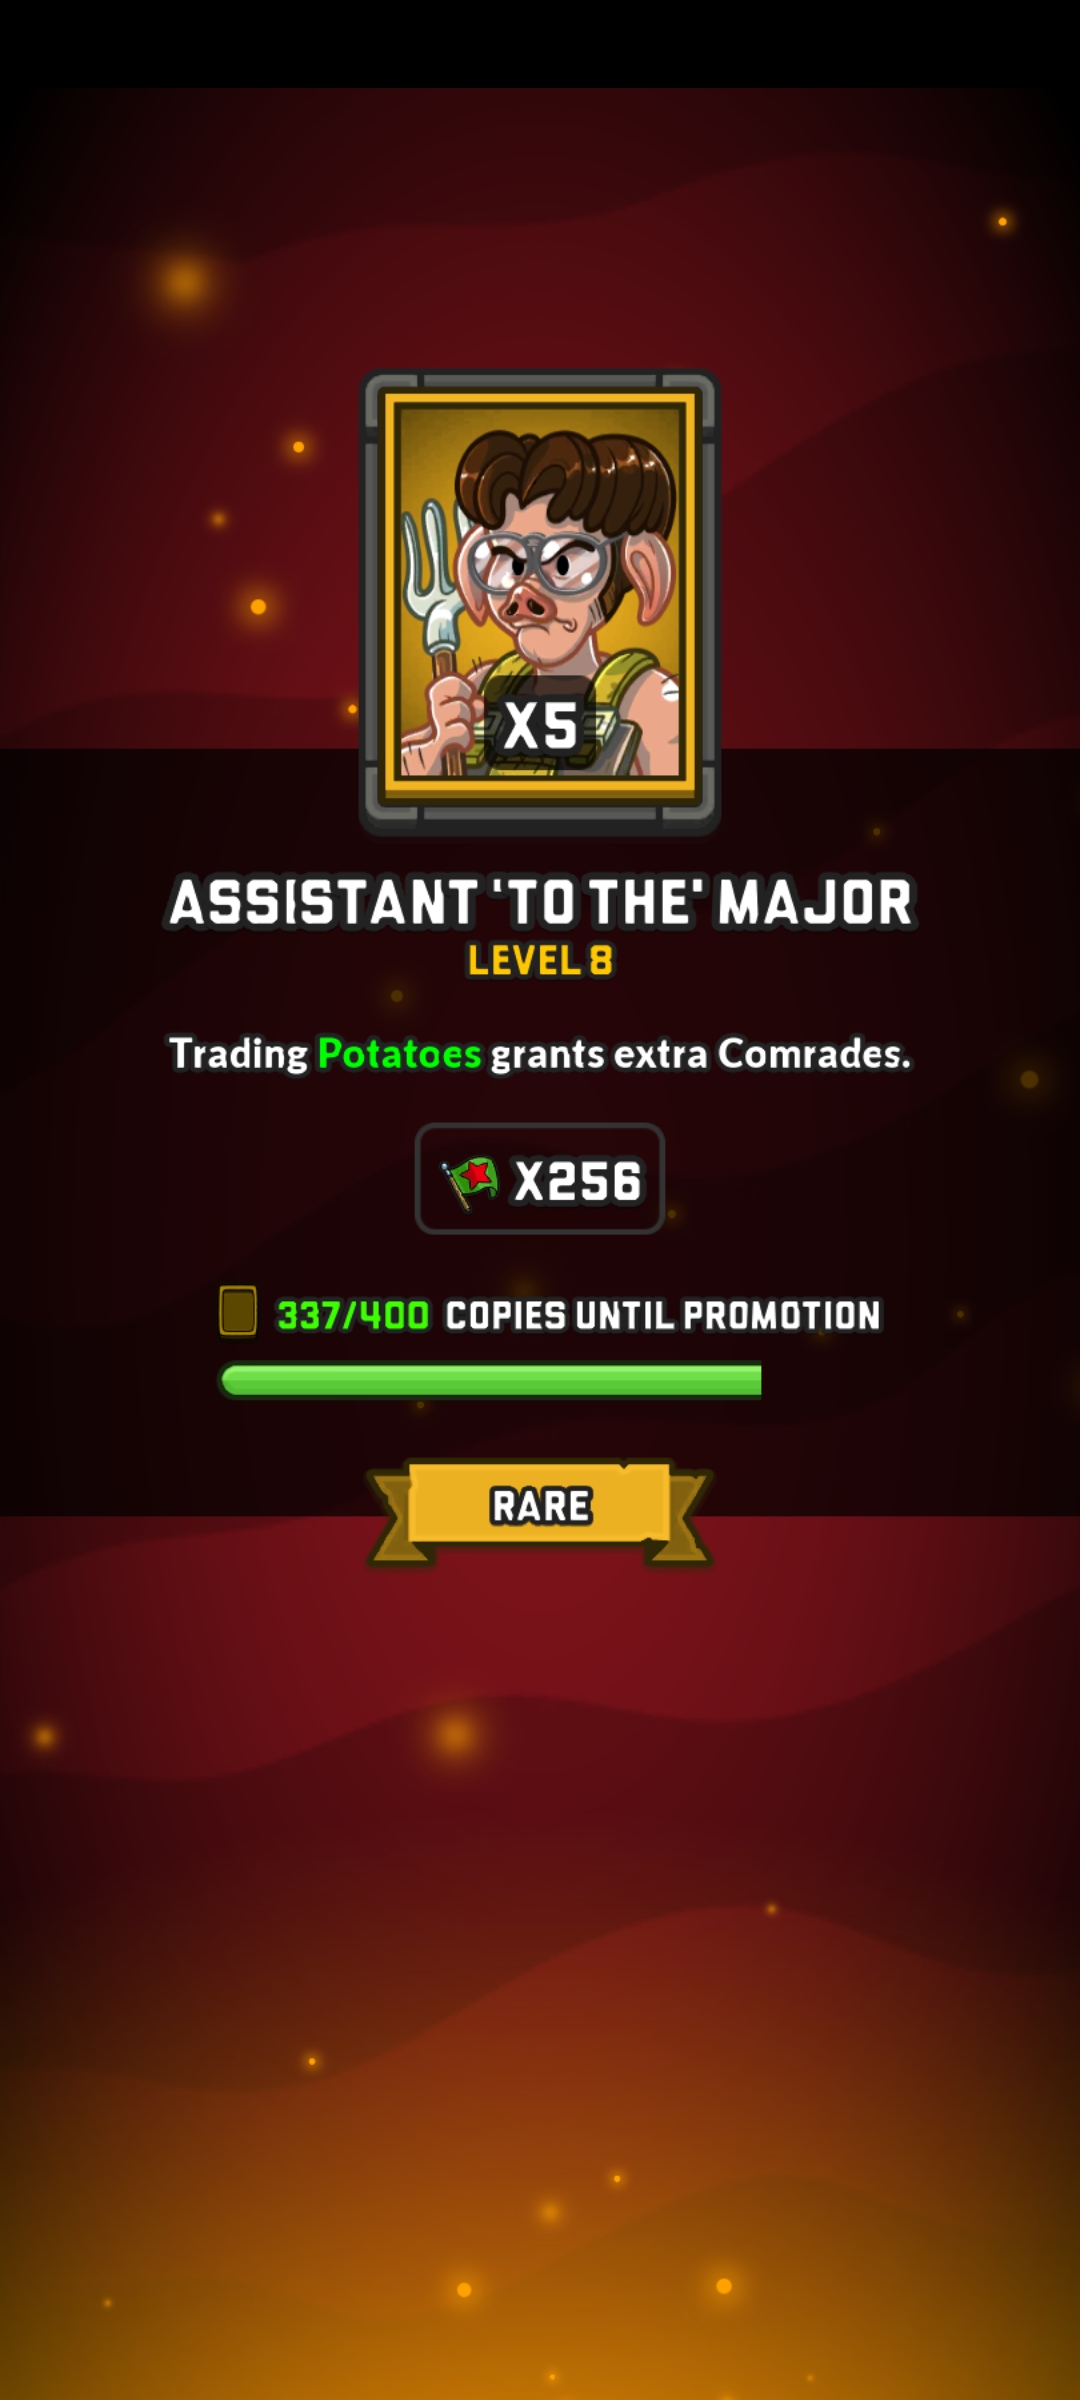 X5
ASSISTANT 'TO THE' MAJOR
LEVEL 8
Trading Potatoes grants extra Comrades.
X256
337/400 COPIES UNTIL PROMOTION
RARE